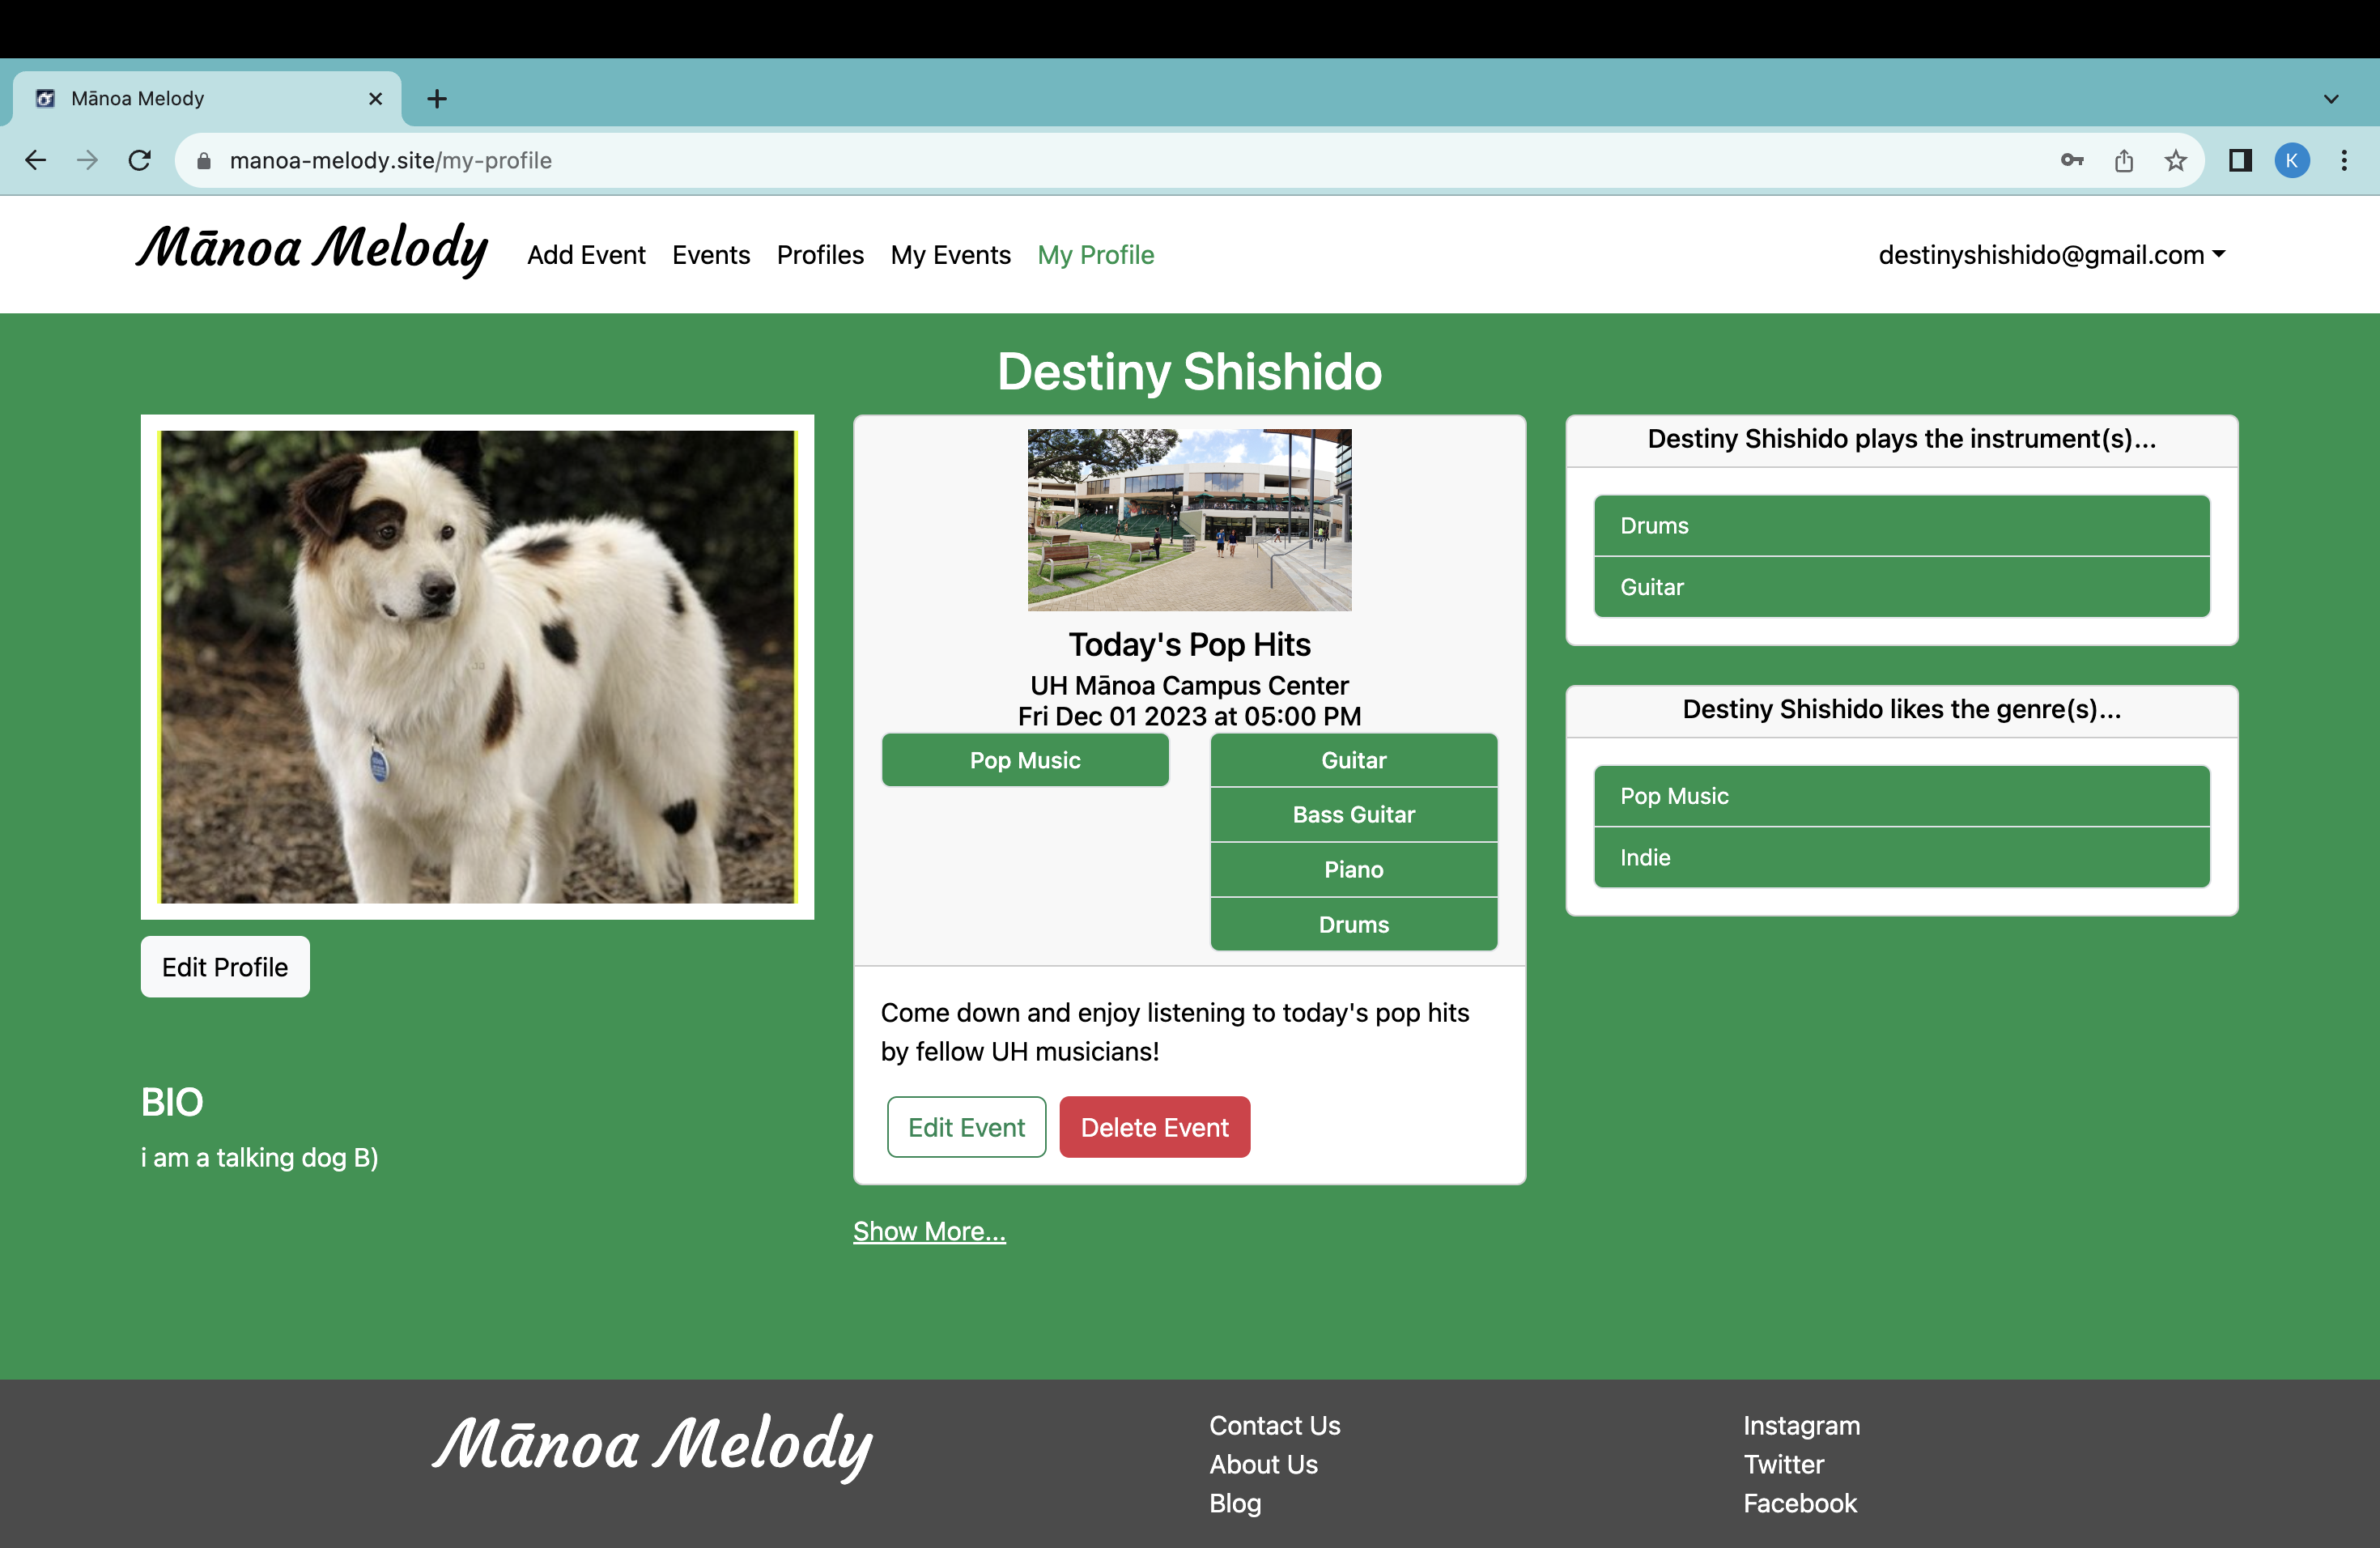 Mānoa Melody
manoa-melody.site/my-profile
K
Mānoa Melody
Add Event
Events
Profiles
My Events
My Profile
destinyshishido@gmail.com
Destiny Shishido
Edit Profile
BIO
i am a talking dog B)
Today's Pop Hits
UH Mānoa Campus Center
Fri Dec 01 2023 at 05:00 PM
Pop Music
Guitar
Bass Guitar
Piano
Drums
Come down and enjoy listening to today's pop hits
by fellow UH musicians!
Edit Event
Delete Event
Show More...
Destiny Shishido plays the instrument(s)...
Drums
Guitar
Destiny Shishido likes the genre(s)...
Pop Music
Indie
Mānoa Melody
Contact Us
About Us
Blog
Instagram
Twitter
Facebook